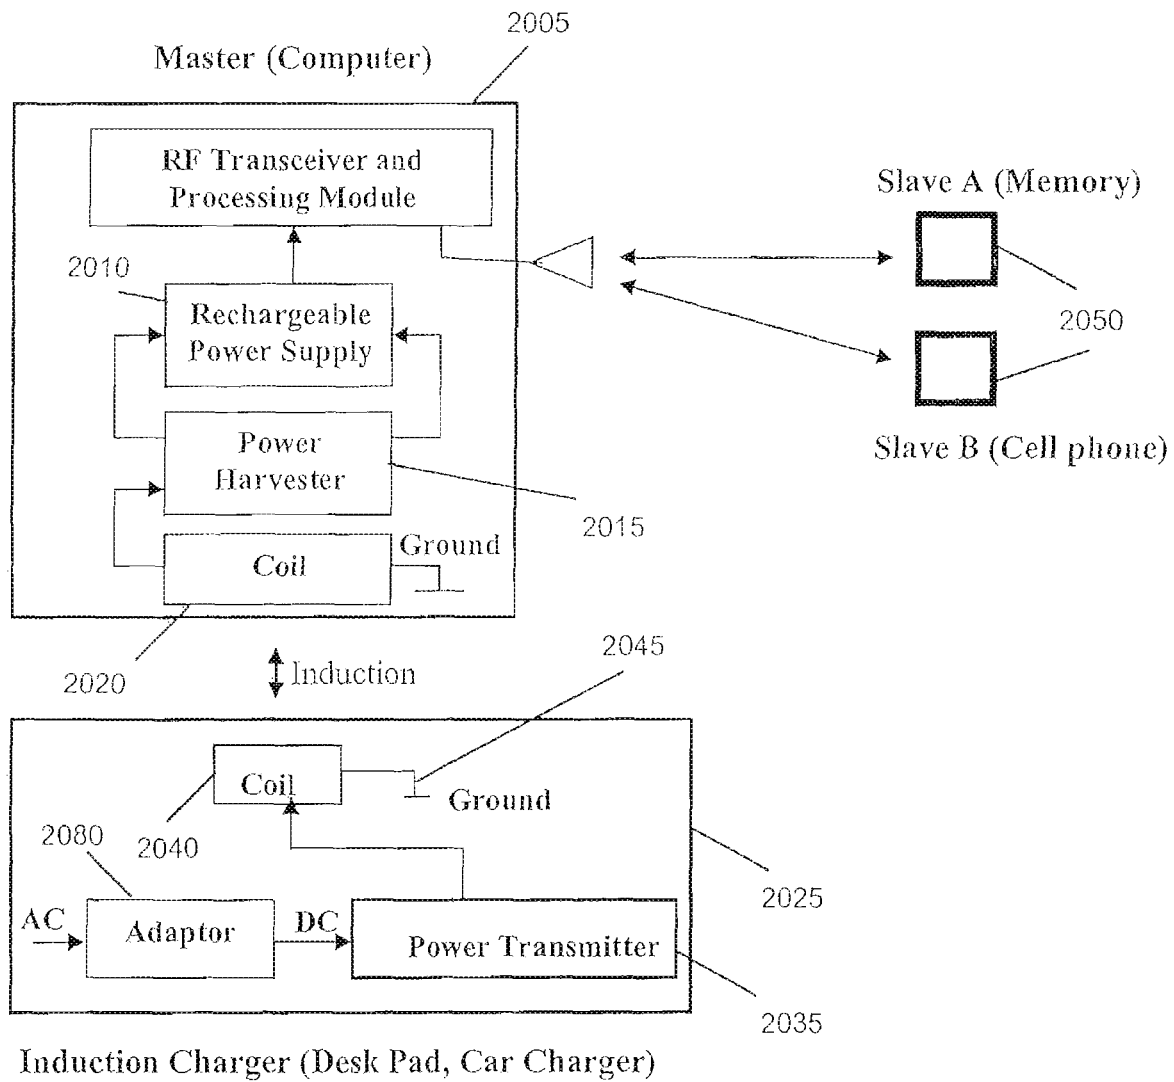 2005
Master (Computer)
RF Transceiver and
Processing Module
Slave A (Memory)
2010
Rechargeable
Power Supply
2050
Power
Harvester
Slave B (Cell phone)
2015
Ground
Coil
2045
Induction
2020
Coil
Ground
2080
2040
2025
AC
Adaptor
DC
Power Transmitter
2035
Induction Charger (Desk Pad, Car Charger)